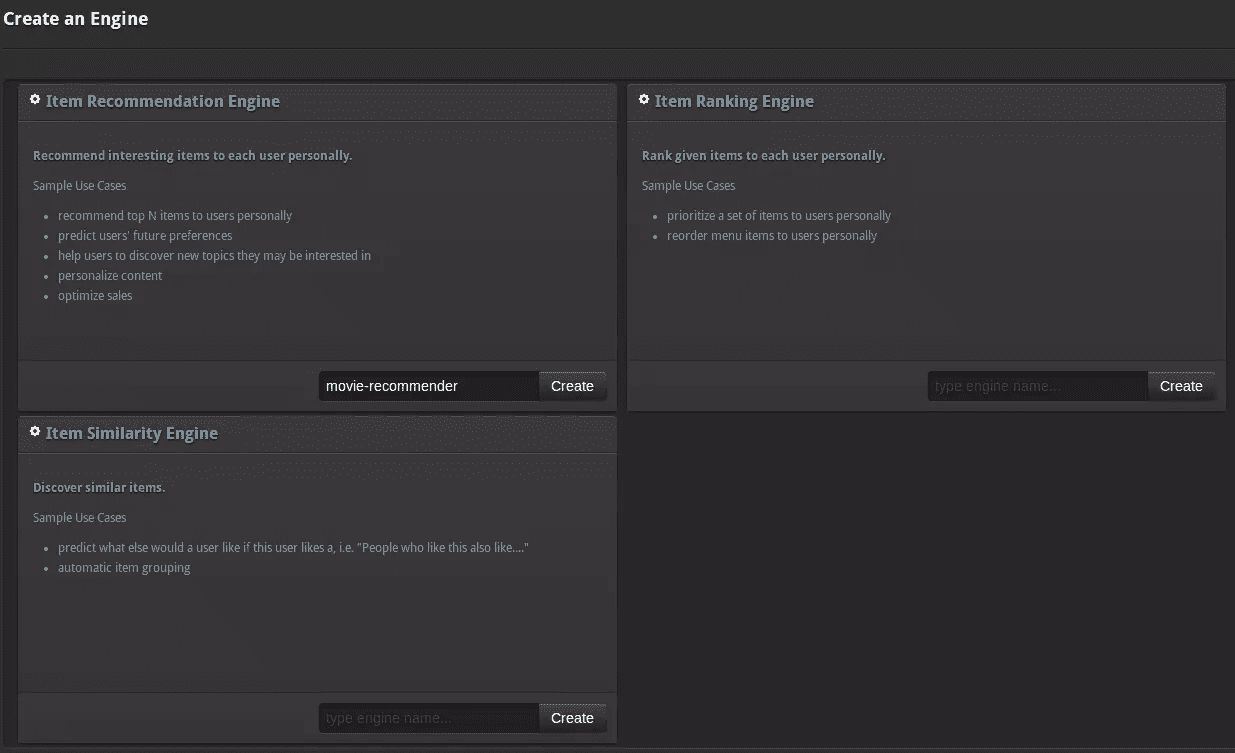 Create an Engine
Item Recommendation Engine
Recommend interesting items to each user personally.
Sample Use Cases
• recommend top N items to users personally
• predict users' future preferences
• help users to discover new topics they may be interested in
• personalize content
• optimize sales
movie-recommender
Create
Item Ranking Engine
Rank given items to each user personally.
Sample Use Cases
• prioritize a set of items to users personally
• reorder menu items to users personally
type engine name...
Create
Item Similarity Engine
Discover similar items.
Sample Use Cases
• predict what else would a user like if this user likes a, i.e. "People who like this also like...."
• automatic item grouping
type engine name...
Create